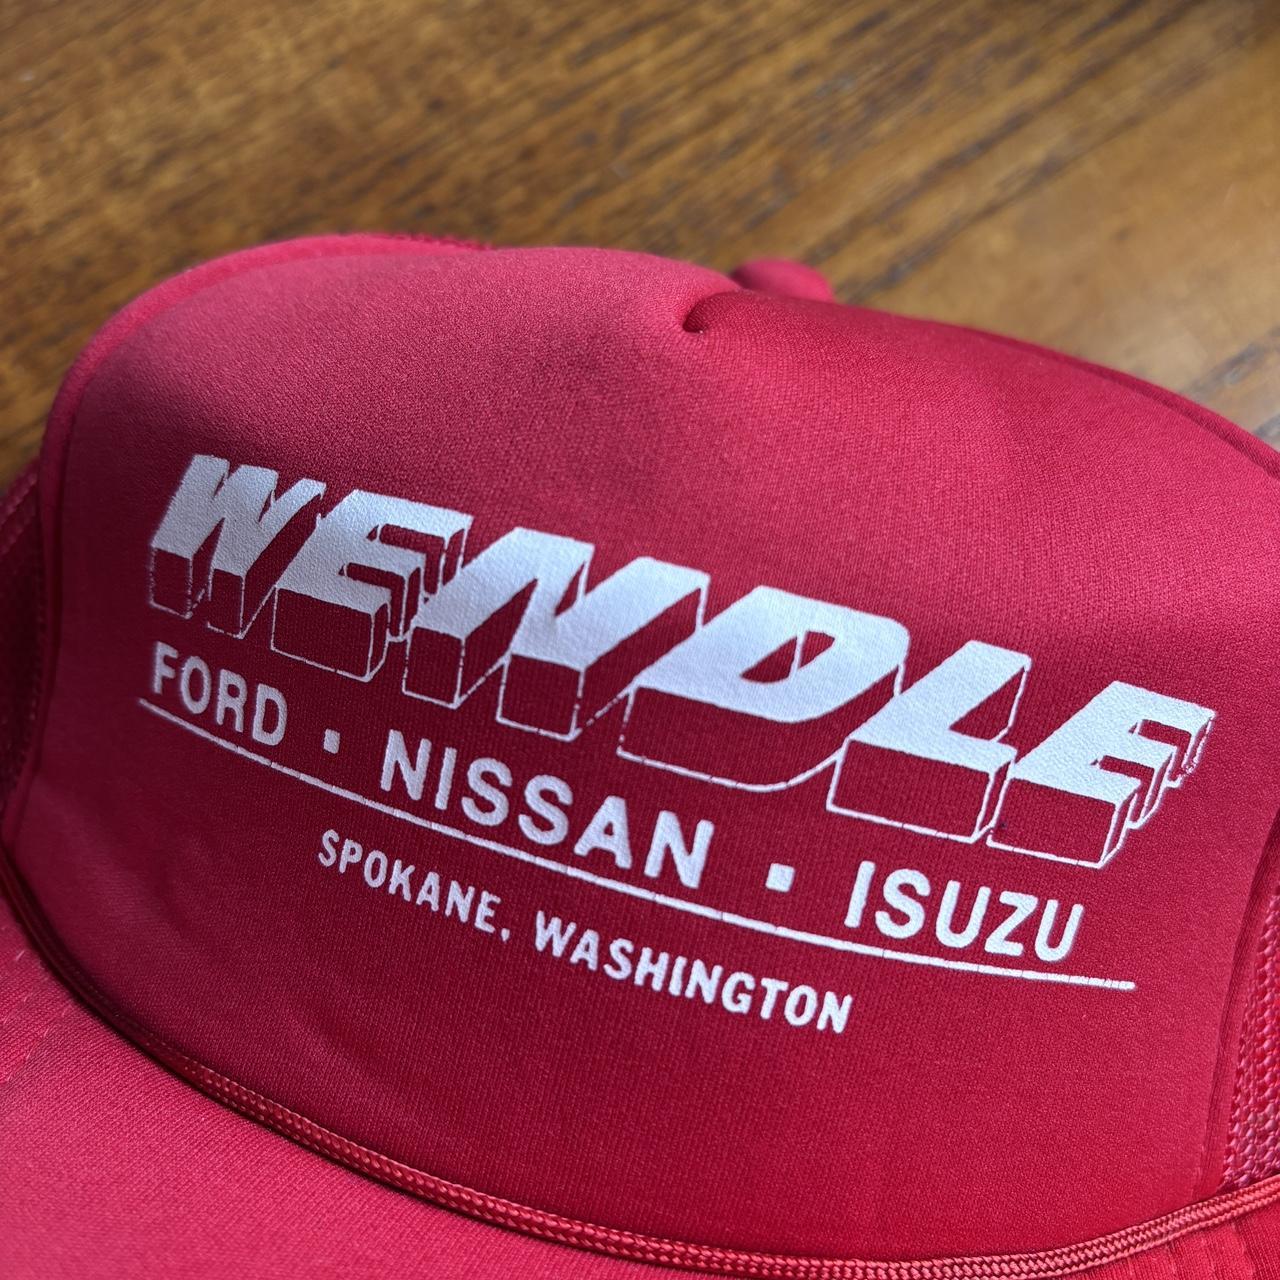 WENDLE
FORD ▪ NISSAN ▪ ISUZU
SPOKANE, WASHINGTON